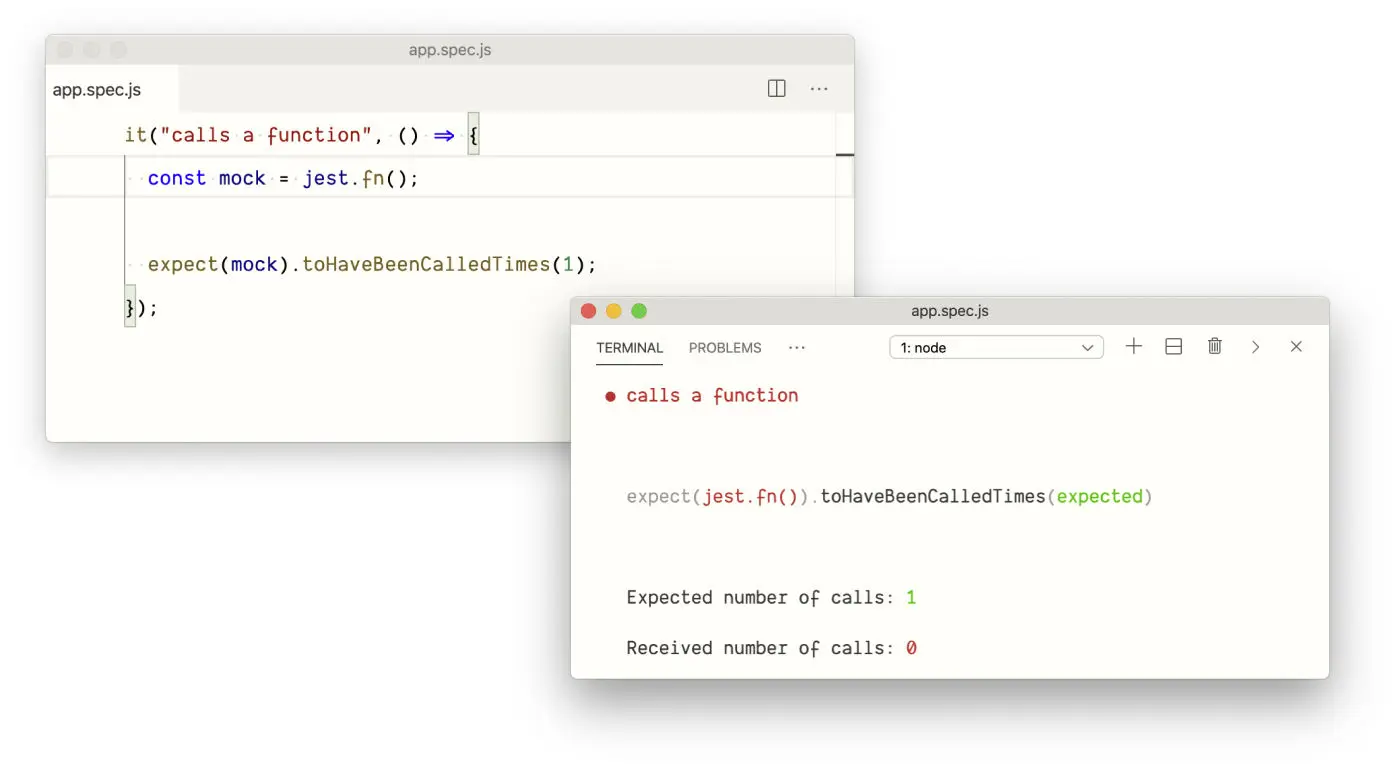 app.spec.js
app.spec.js
···
it("calls a function", () => {
const mock = jest.fn();
expect(mock).toHaveBeenCalledTimes(1);
});
app.spec.js
TERMINAL PROBLEMS ··· 1: node
● calls a function
expect(jest.fn()).toHaveBeenCalledTimes(expected)
Expected number of calls: 1
Received number of calls: 0